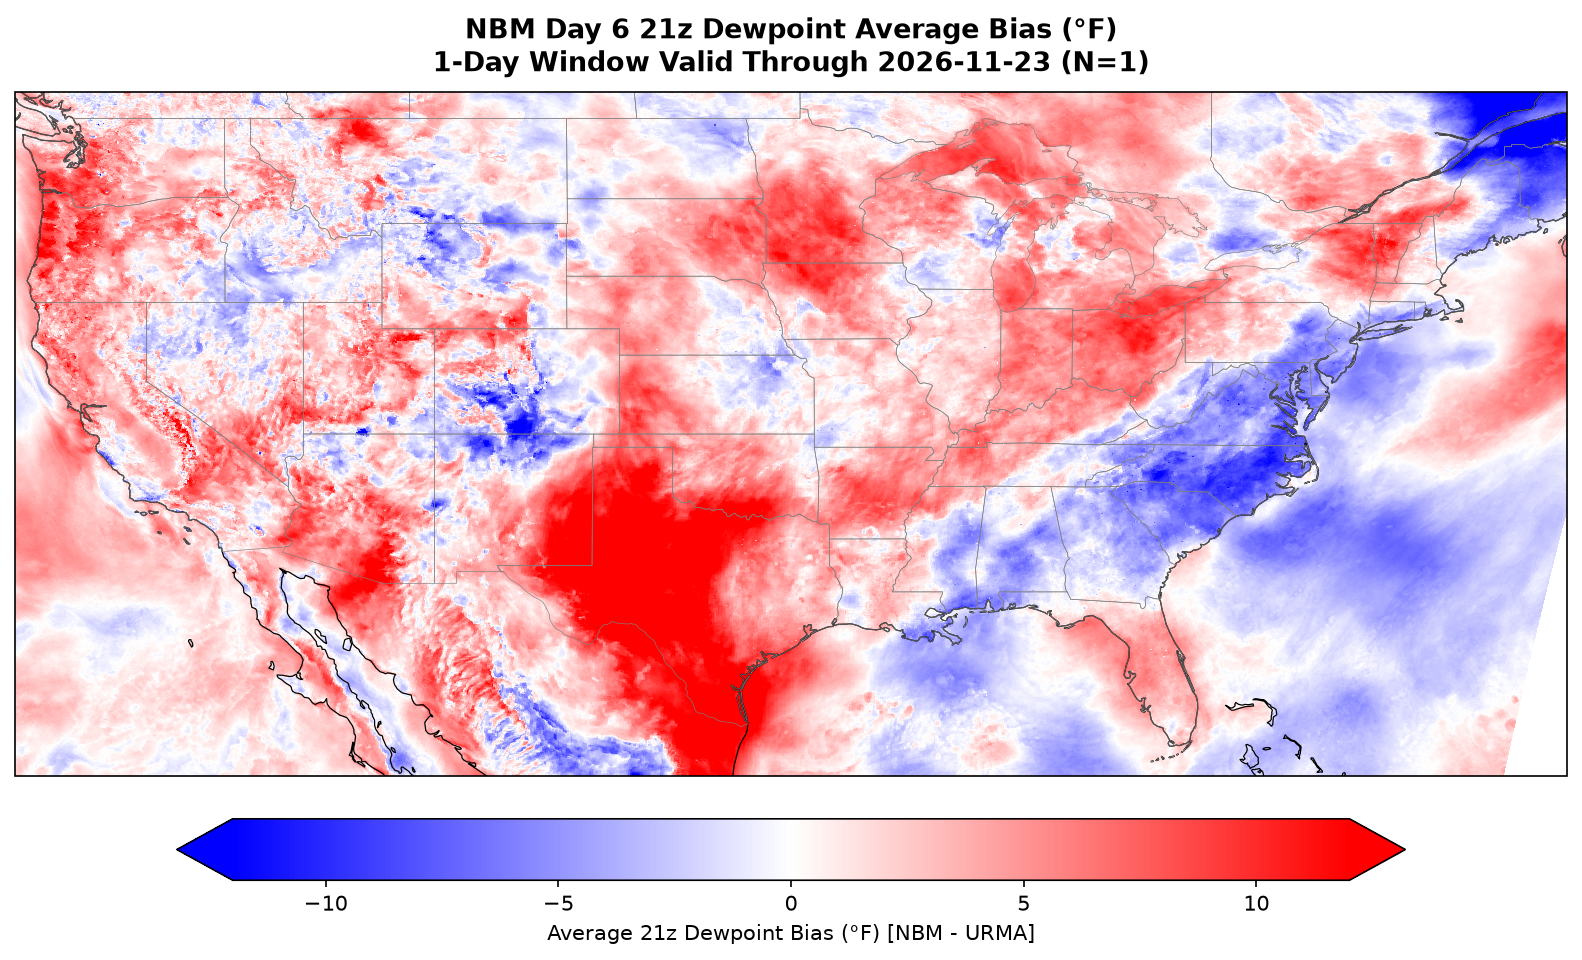 NBM Day 6 21z Dewpoint Average Bias (°F)
1-Day Window Valid Through 2026-11-23 (N=1)
−10 −5 0 5 10
Average 21z Dewpoint Bias (°F) [NBM - URMA]